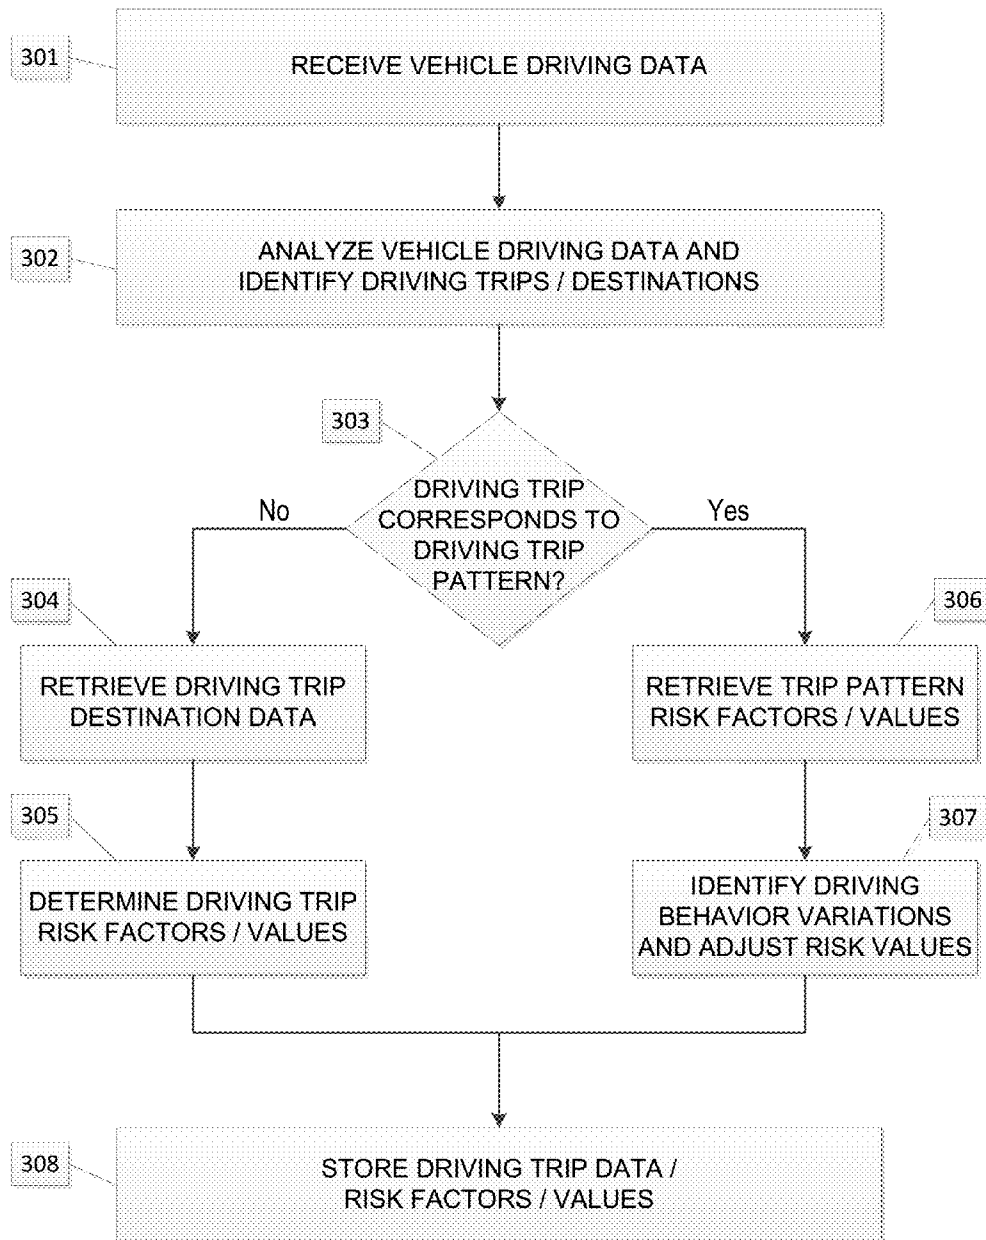 301
RECEIVE VEHICLE DRIVING DATA
302
ANALYZE VEHICLE DRIVING DATA AND
IDENTIFY DRIVING TRIPS / DESTINATIONS
303
DRIVING TRIP
CORRESPONDS TO
DRIVING TRIP
PATTERN?
No
Yes
304
RETRIEVE DRIVING TRIP
DESTINATION DATA
306
RETRIEVE TRIP PATTERN
RISK FACTORS / VALUES
305
DETERMINE DRIVING TRIP
RISK FACTORS / VALUES
307
IDENTIFY DRIVING
BEHAVIOR VARIATIONS
AND ADJUST RISK VALUES
308
STORE DRIVING TRIP DATA /
RISK FACTORS / VALUES